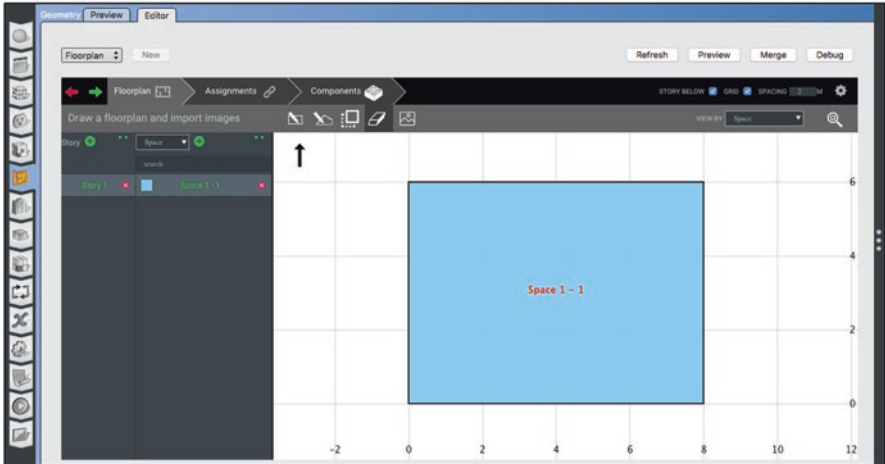 Geometry Preview Editor
Floorplan New Refresh Preview Merge Debug
Floorplan Assignments Components STORY BELOW GRID SPACING 2 M
Draw a floorplan and import images VIEW BY Space
Story Space
search
Story 1 Space 1 - 1
6
4
Space 1 - 1
2
0
-2 0 2 4 6 8 10 12